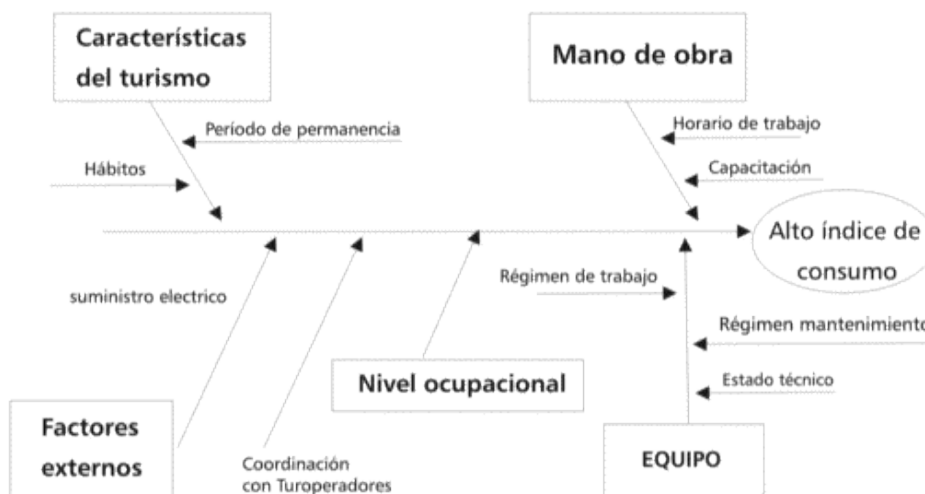 Características
del turismo
Mano de obra
Período de permanencia
Hábitos
Horario de trabajo
Capacitación
Alto índice de
consumo
suministro electrico
Régimen de trabajo
Régimen mantenimiento
Estado técnico
Nivel ocupacional
Factores
externos
Coordinación
con Turoperadores
EQUIPO